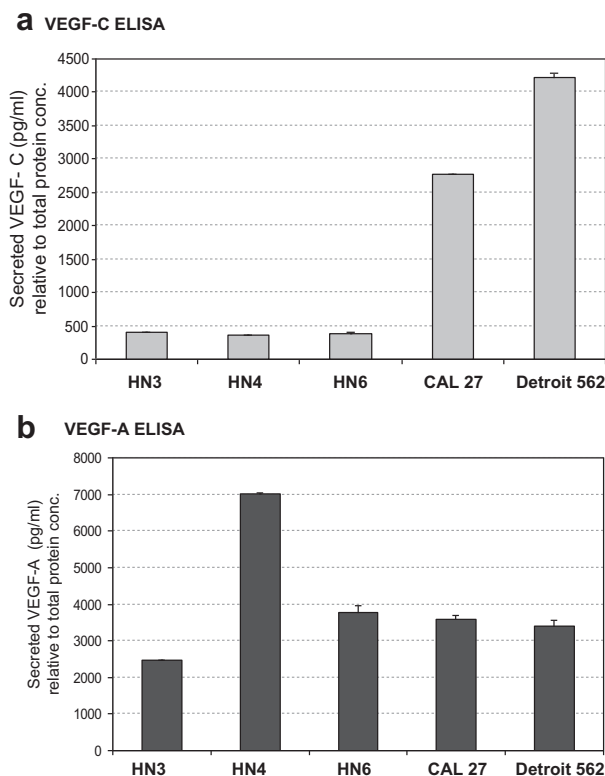 a VEGF-C ELISA
Secreted VEGF- C (pg/ml)
relative to total protein conc.
4500
4000
3500
3000
2500
2000
1500
1000
500
0
HN3 HN4 HN6 CAL 27 Detroit 562
b VEGF-A ELISA
Secreted VEGF-A (pg/ml)
relative to total protein conc.
8000
7000
6000
5000
4000
3000
2000
1000
0
HN3 HN4 HN6 CAL 27 Detroit 562